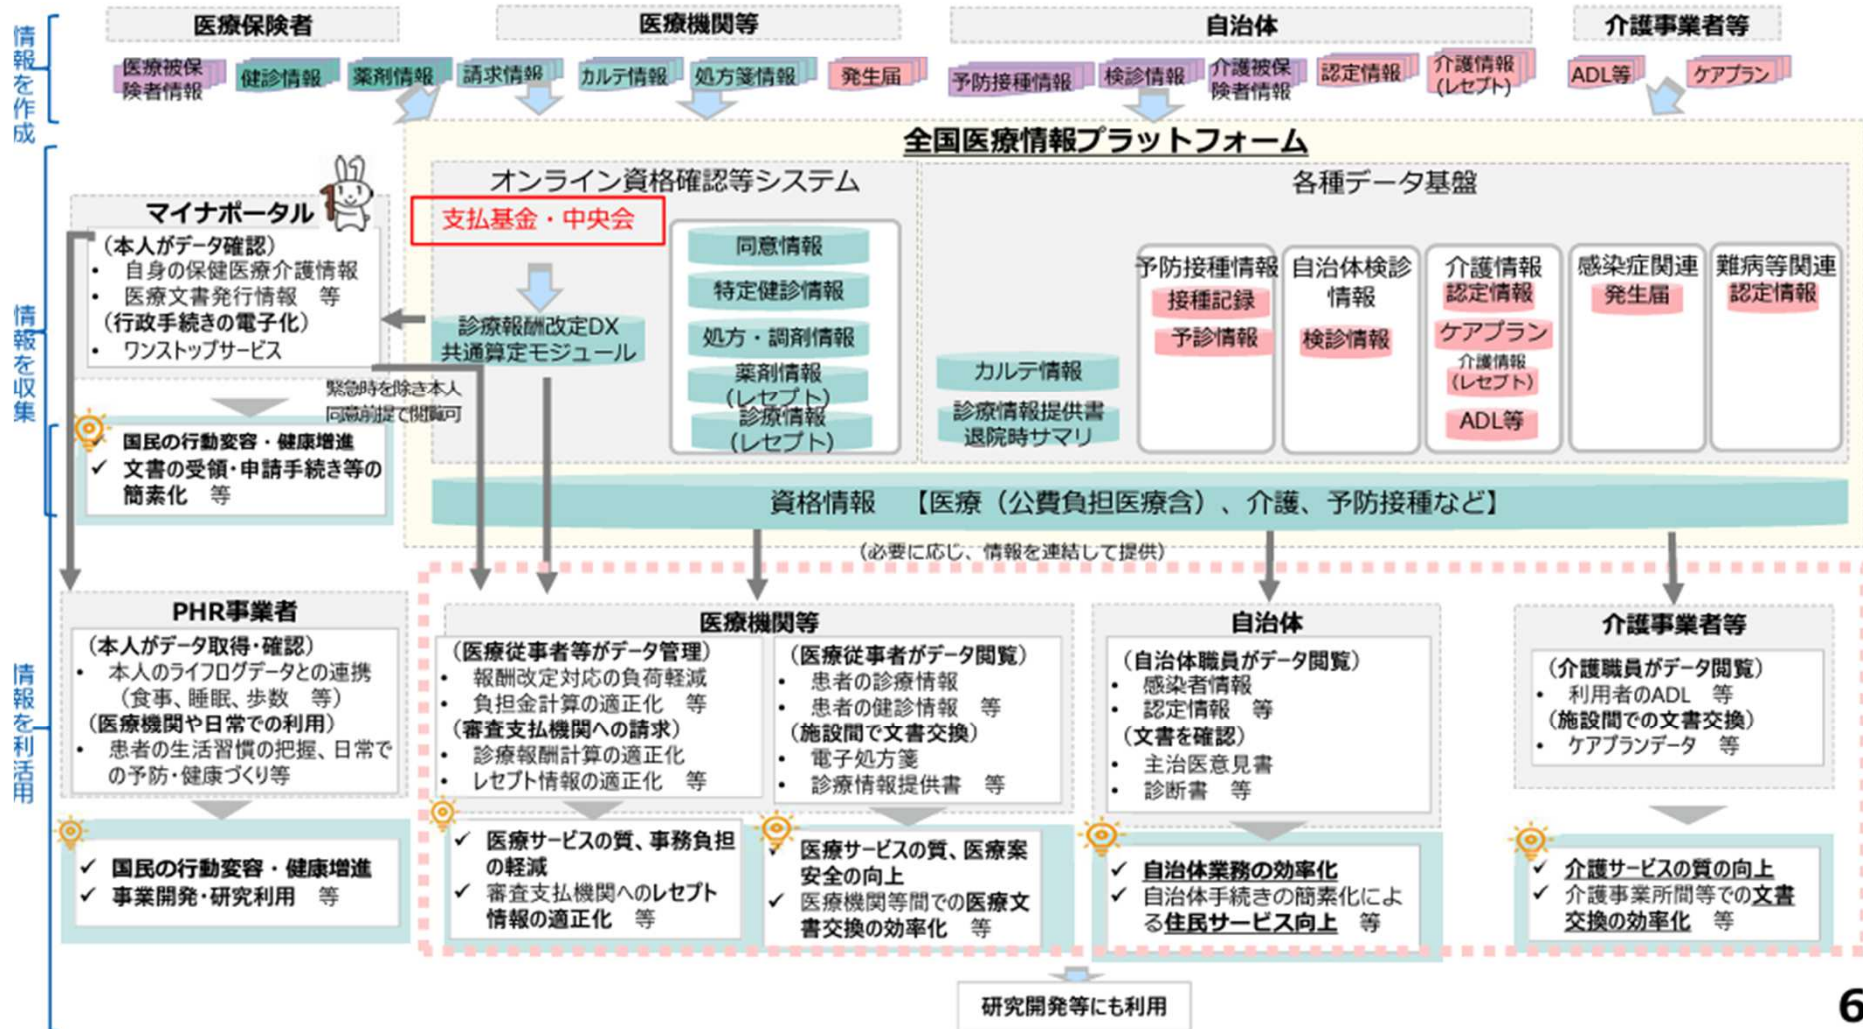 情報を作成
医療保険者
医療機関等
自治体
介護事業者等
医療被保
険者情報
健診情報
薬剤情報
請求情報
カルテ情報
処方箋情報
発生届
予防接種情報
検診情報
介護被保
険者情報
認定情報
介護情報
(レセプト)
ADL等
ケアプラン
情報を収集
全国医療情報プラットフォーム
マイナポータル
(本人がデータ確認)
• 自身の保健医療介護情報
• 医療文書発行情報　等
(行政手続きの電子化)
• ワンストップサービス
国民の行動変容・健康増進
✓ 文書の受領・申請手続き等の
簡素化　等
緊急時を除き本人
同意前提で閲覧可
オンライン資格確認等システム
支払基金・中央会
診療報酬改定DX
共通算定モジュール
同意情報
特定健診情報
処方・調剤情報
薬剤情報
(レセプト)
診療情報
(レセプト)
各種データ基盤
カルテ情報
診療情報提供書
退院時サマリ
予防接種情報
接種記録
予診情報
自治体検診
情報
検診情報
介護情報
認定情報
ケアプラン
介護情報
(レセプト)
ADL等
感染症関連
発生届
難病等関連
認定情報
資格情報　【医療（公費負担医療含）、介護、予防接種など】
（必要に応じ、情報を連結して提供）
情報を利活用
PHR事業者
(本人がデータ取得・確認)
• 本人のライフログデータとの連携
（食事、睡眠、歩数　等）
(医療機関や日常での利用)
• 患者の生活習慣の把握、日常で
の予防・健康づくり等
✓ 国民の行動変容・健康増進
✓ 事業開発・研究利用　等
医療機関等
(医療従事者等がデータ管理)
• 報酬改定対応の負荷軽減
• 負担金計算の適正化　等
(審査支払機関への請求)
• 診療報酬計算の適正化
• レセプト情報の適正化　等
(医療従事者がデータ閲覧)
• 患者の診療情報
• 患者の健診情報　等
(施設間で文書交換)
• 電子処方箋
• 診療情報提供書　等
✓ 医療サービスの質、事務負担
の軽減
✓ 審査支払機関へのレセプト
情報の適正化　等
✓ 医療サービスの質、医療案
安全の向上
✓ 医療機関等間での医療文
書交換の効率化　等
自治体
(自治体職員がデータ閲覧)
• 感染者情報
• 認定情報　等
(文書を確認)
• 主治医意見書
• 診断書　等
✓ 自治体業務の効率化
✓ 自治体手続きの簡素化によ
る住民サービス向上　等
介護事業者等
(介護職員がデータ閲覧)
• 利用者のADL　等
(施設間での文書交換)
• ケアプランデータ　等
✓ 介護サービスの質の向上
✓ 介護事業所間等での文書
交換の効率化　等
研究開発等にも利用
6